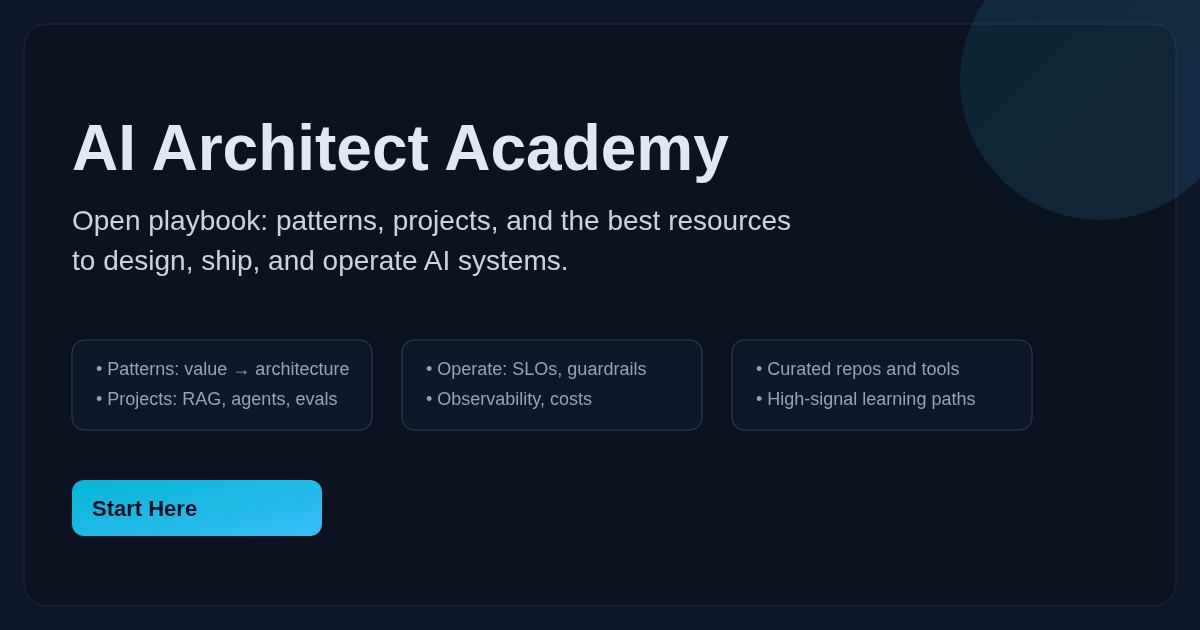 AI Architect Academy
Open playbook: patterns, projects, and the best resources
to design, ship, and operate AI systems.
• Patterns: value → architecture
• Projects: RAG, agents, evals
• Operate: SLOs, guardrails
• Observability, costs
• Curated repos and tools
• High-signal learning paths
Start Here